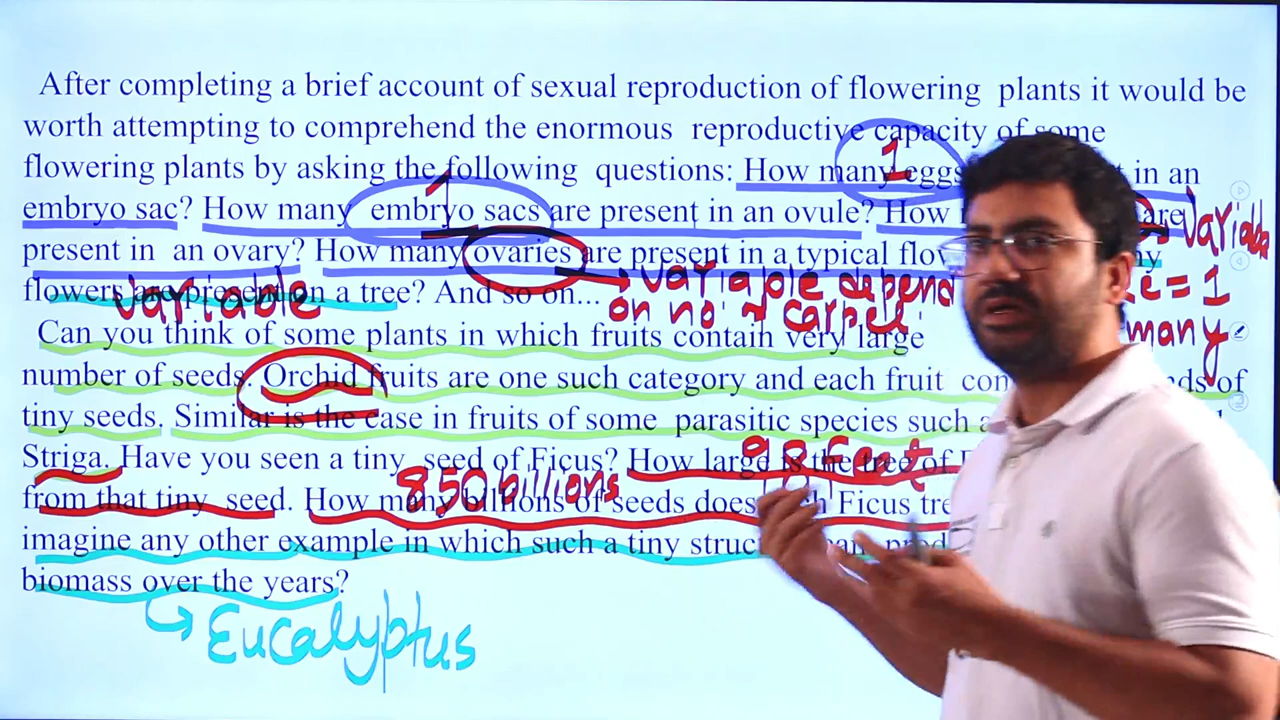 After completing a brief account of sexual reproduction of flowering plants it would be
worth attempting to comprehend the enormous reproductive capacity of some
flowering plants by asking the following questions: How many eggs in an
embryo sac? How many embryo sacs are present in an ovule? How are
present in an ovary? How many ovaries are present in a typical
flowers are present on a tree? And so on...
Can you think of some plants in which fruits contain very large
number of seeds. Orchid fruits are one such category and each fruit of
tiny seeds. Similar is the case in fruits of some parasitic species such
Striga. Have you seen a tiny seed of Ficus? How large is the tree of
from that tiny seed. How many billions of seeds does Ficus
imagine any other example in which such a tiny
biomass over the years?
1
1
variable
variable depend
on no of carpel
= 1
many
98 feet
850 billions
Eucalyptus